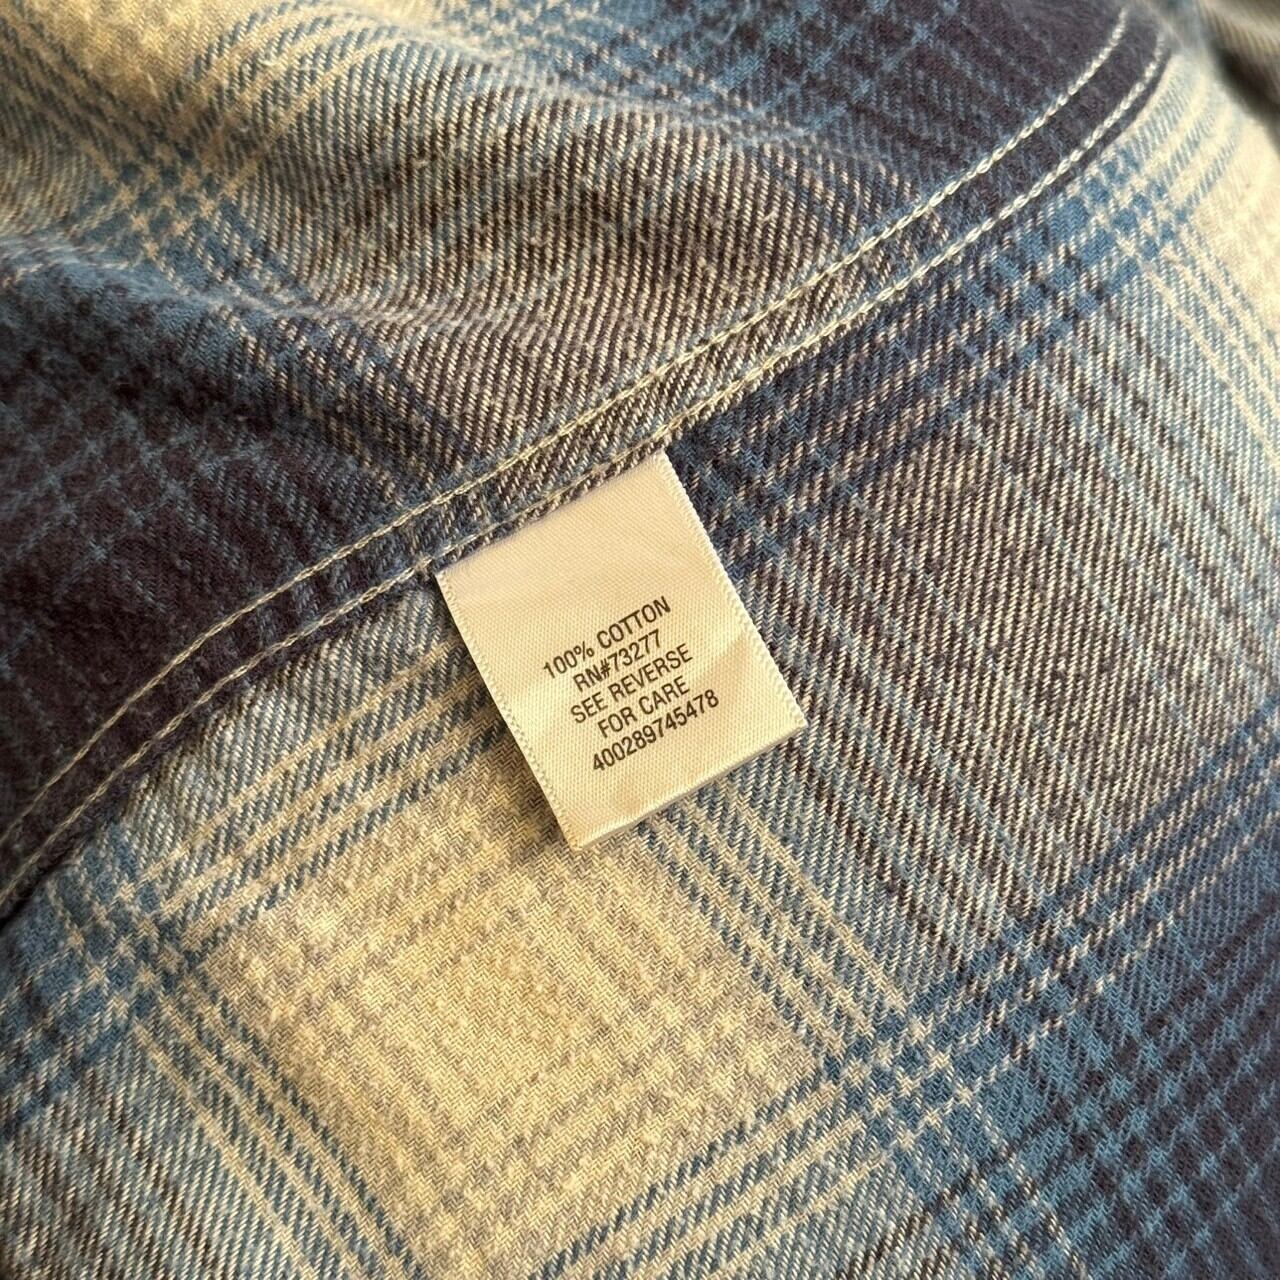 100% COTTON
RN#73277
SEE REVERSE
FOR CARE
400289745478